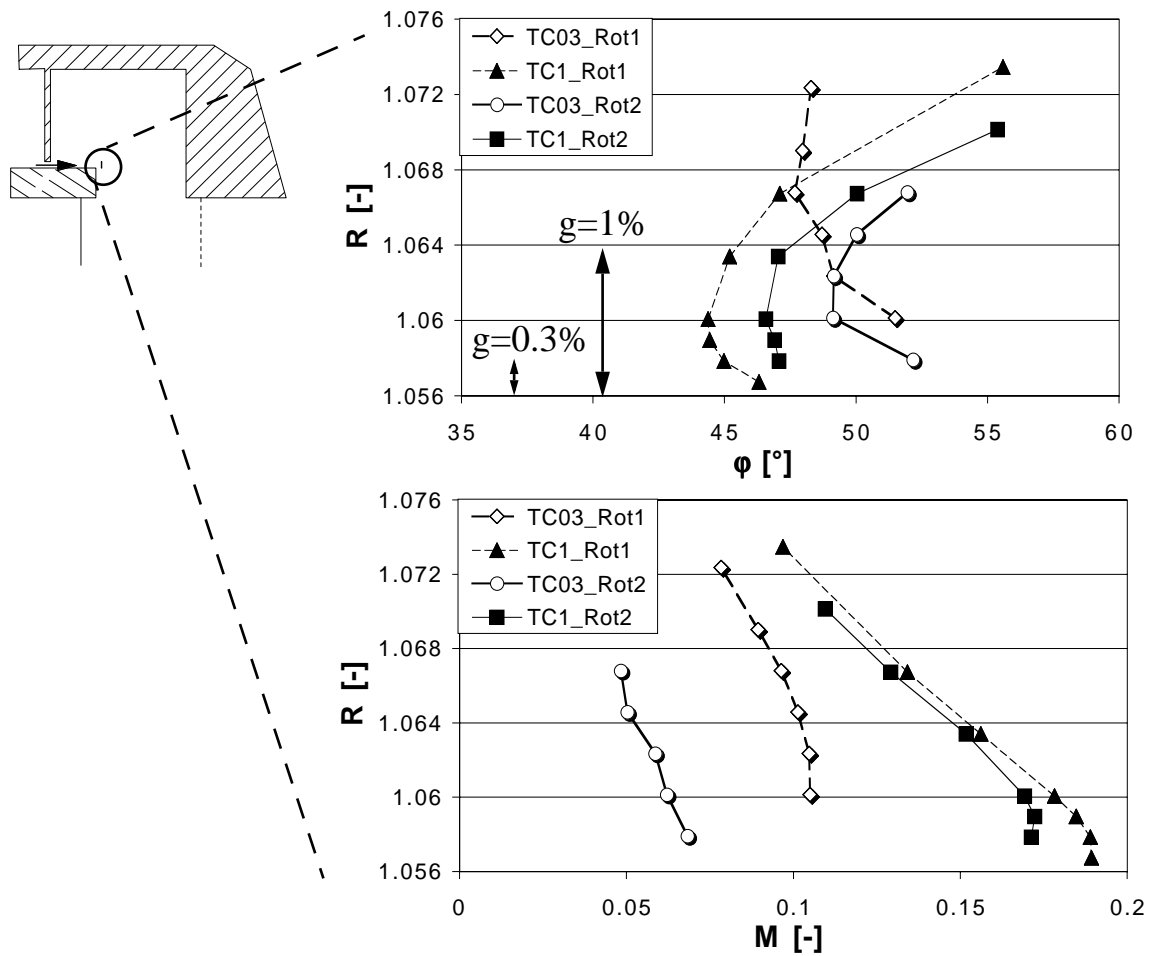 1.076
1.072
1.068
1.064
1.06
1.056
R [-]
TC03_Rot1
TC1_Rot1
TC03_Rot2
TC1_Rot2
g=1%
g=0.3%
35 40 45 50 55 60
φ [°]
1.076
1.072
1.068
1.064
1.06
1.056
R [-]
TC03_Rot1
TC1_Rot1
TC03_Rot2
TC1_Rot2
0 0.05 0.1 0.15 0.2
M [-]